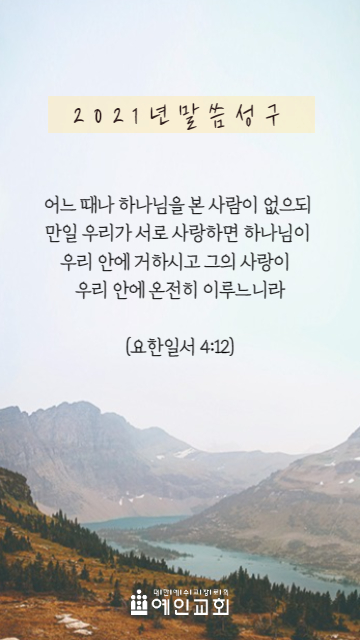 2021년말씀성구
어느 때나 하나님을 본 사람이 없으되
만일 우리가 서로 사랑하면 하나님이
우리 안에 거하시고 그의 사랑이
우리 안에 온전히 이루느니라
(요한일서 4:12)
예인교회